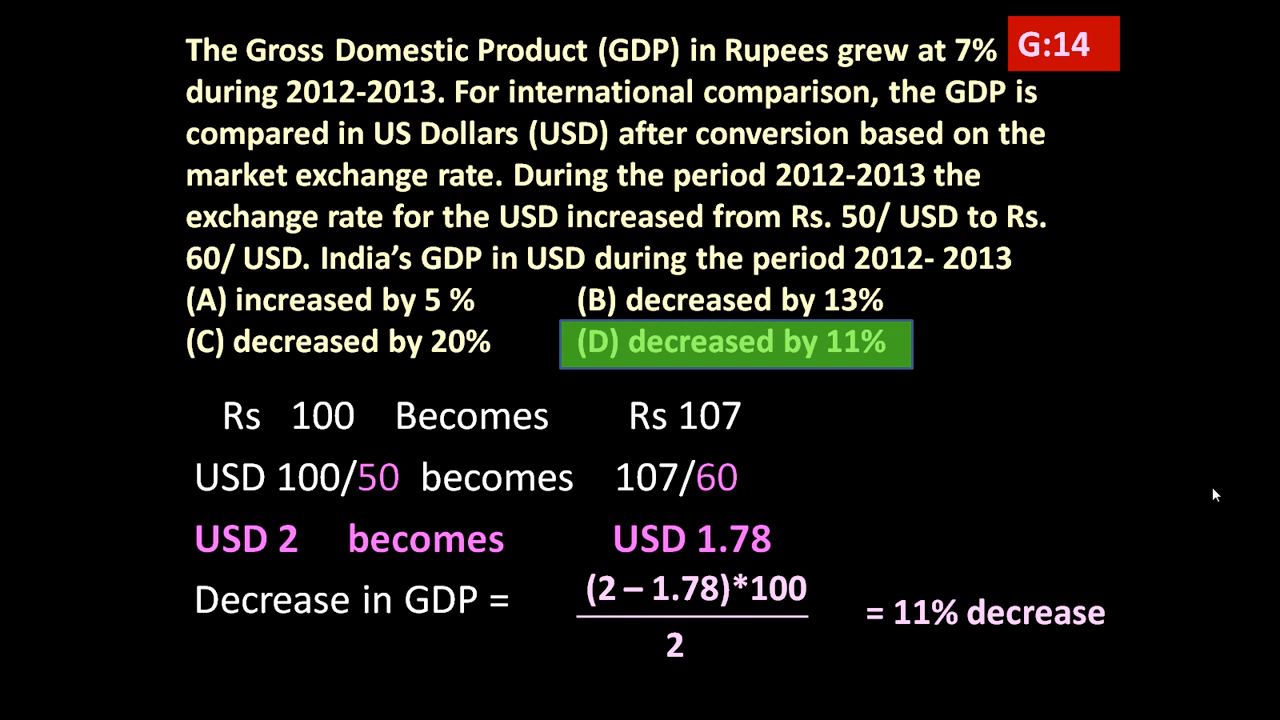 The Gross Domestic Product (GDP) in Rupees grew at 7%
G:14
during 2012-2013. For international comparison, the GDP is
compared in US Dollars (USD) after conversion based on the
market exchange rate. During the period 2012-2013 the
exchange rate for the USD increased from Rs. 50/ USD to Rs.
60/ USD. India’s GDP in USD during the period 2012- 2013
(A) increased by 5 % (B) decreased by 13%
(C) decreased by 20% (D) decreased by 11%
Rs 100 Becomes Rs 107
USD 100/50 becomes 107/60
USD 2 becomes USD 1.78
Decrease in GDP = (2 – 1.78)*100
2
= 11% decrease